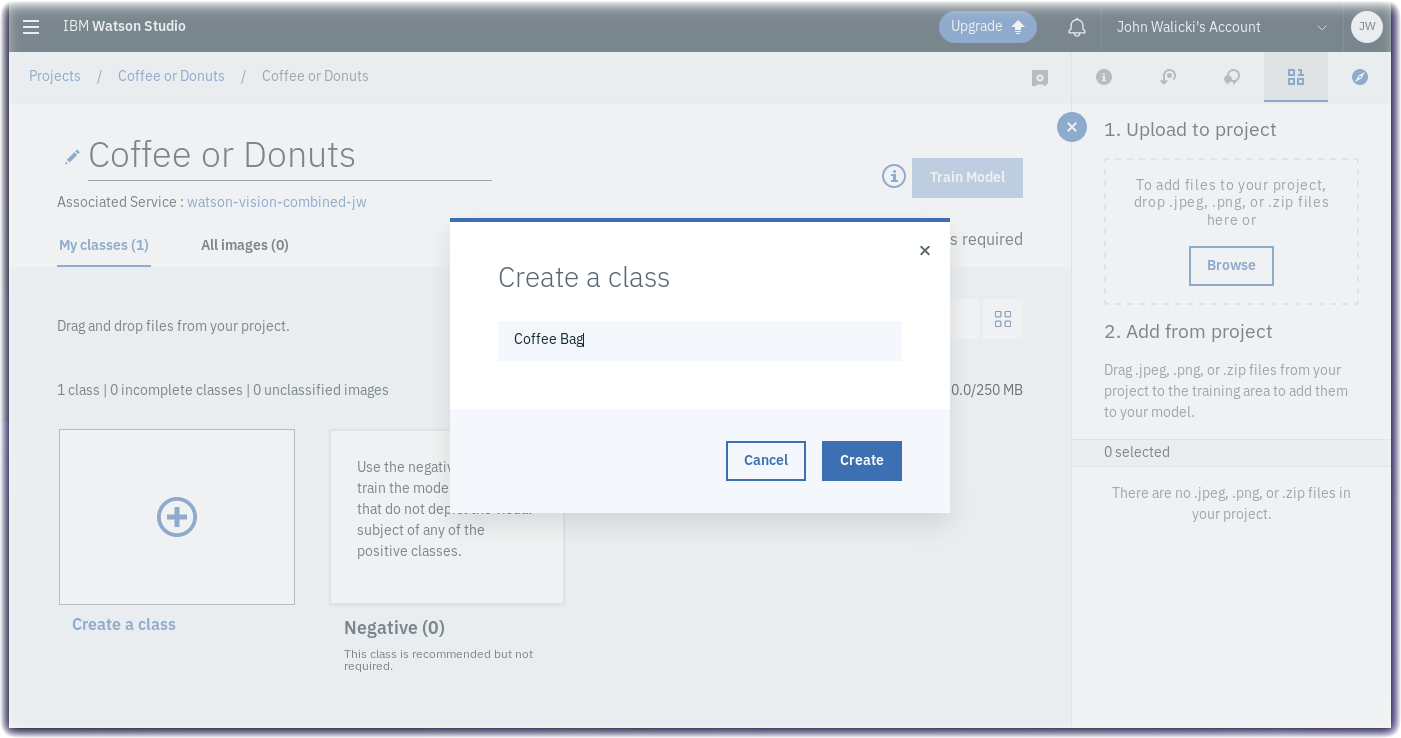 IBM Watson Studio
Upgrade
John Walicki's Account
JW
Projects / Coffee or Donuts / Coffee or Donuts
Coffee or Donuts
Train Model
Associated Service : watson-vision-combined-jw
My classes (1)
All images (0)
s required
Drag and drop files from your project.
1 class | 0 incomplete classes | 0 unclassified images
0.0/250 MB
Create a class
Use the negativ
train the mode
that do not
subject of any of the
positive classes.
Negative (0)
This class is recommended but not
required.
Create a class
Coffee Bag
Cancel
Create
1. Upload to project
To add files to your project,
drop .jpeg, .png, or .zip files
here or
Browse
2. Add from project
Drag .jpeg, .png, or .zip files from your
project to the training area to add them
to your model.
0 selected
There are no .jpeg, .png, or .zip files in
your project.